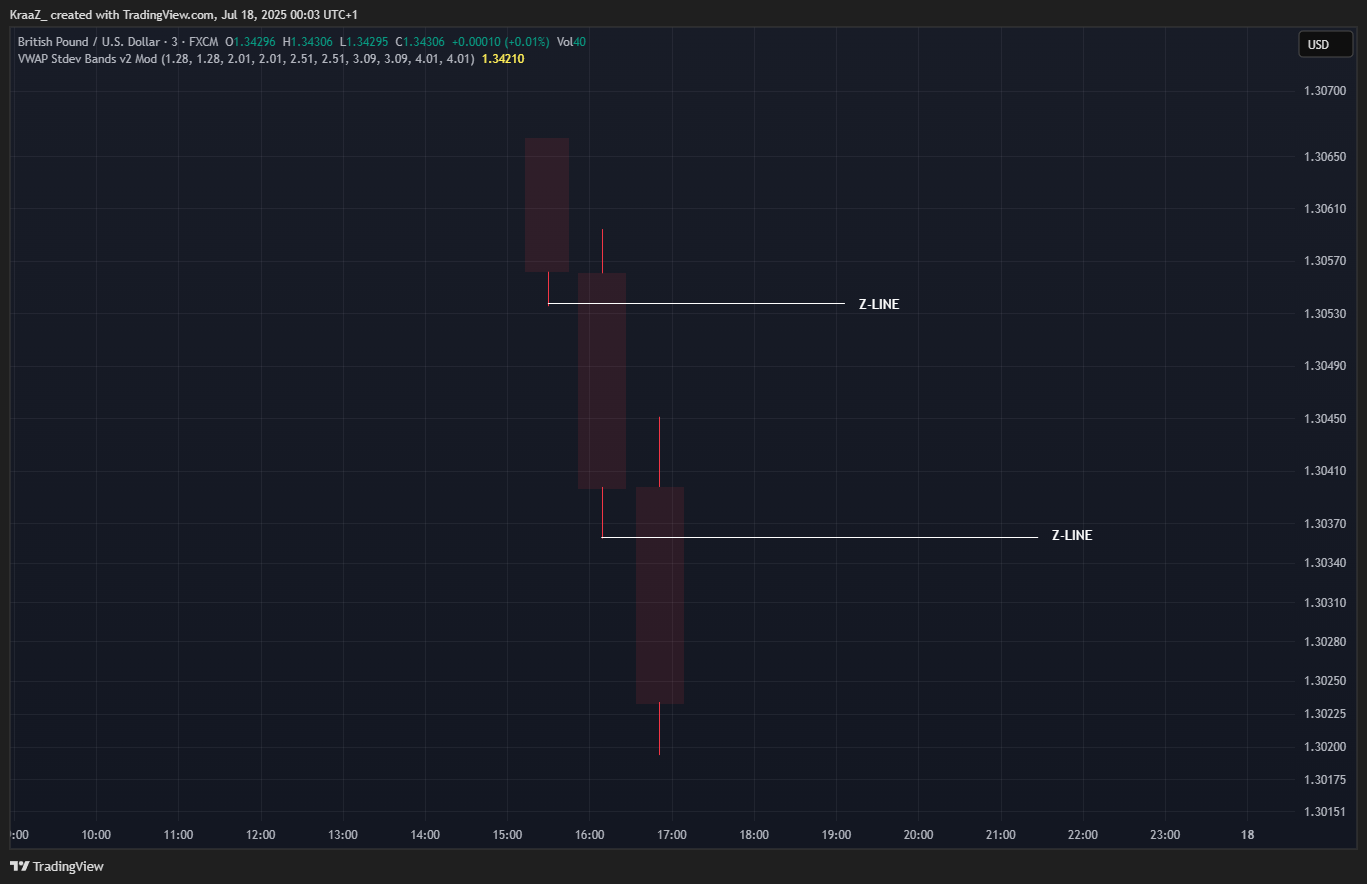 KraaZ_ created with TradingView.com, Jul 18, 2025 00:03 UTC+1
British Pound / U.S. Dollar · 3 · FXCM O1.34296 H1.34306 L1.34295 C1.34306 +0.00010 (+0.01%) Vol40
USD
VWAP Stdev Bands v2 Mod (1.28, 1.28, 2.01, 2.01, 2.51, 2.51, 3.09, 3.09, 4.01, 4.01) 1.34210
1.30700
1.30650
1.30610
1.30570
Z-LINE
1.30530
1.30490
1.30450
1.30410
1.30370
Z-LINE
1.30340
1.30310
1.30280
1.30250
1.30225
1.30200
1.30175
1.30151
:00 10:00 11:00 12:00 13:00 14:00 15:00 16:00 17:00 18:00 19:00 20:00 21:00 22:00 23:00 18
TradingView